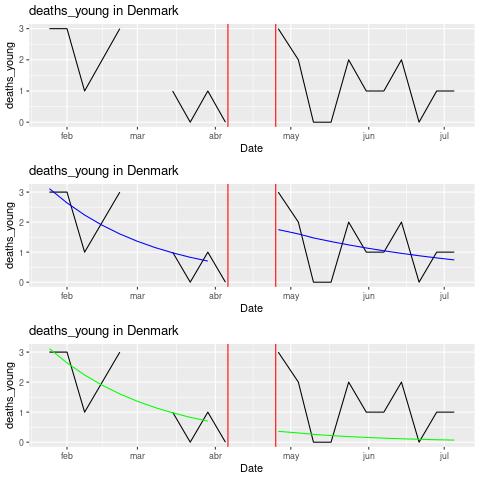 deaths_young in Denmark
deaths_young
3
2
1
0
feb mar abr may jun jul
Date
deaths_young in Denmark
deaths_young
3
2
1
0
feb mar abr may jun jul
Date
deaths_young in Denmark
deaths_young
3
2
1
0
feb mar abr may jun jul
Date